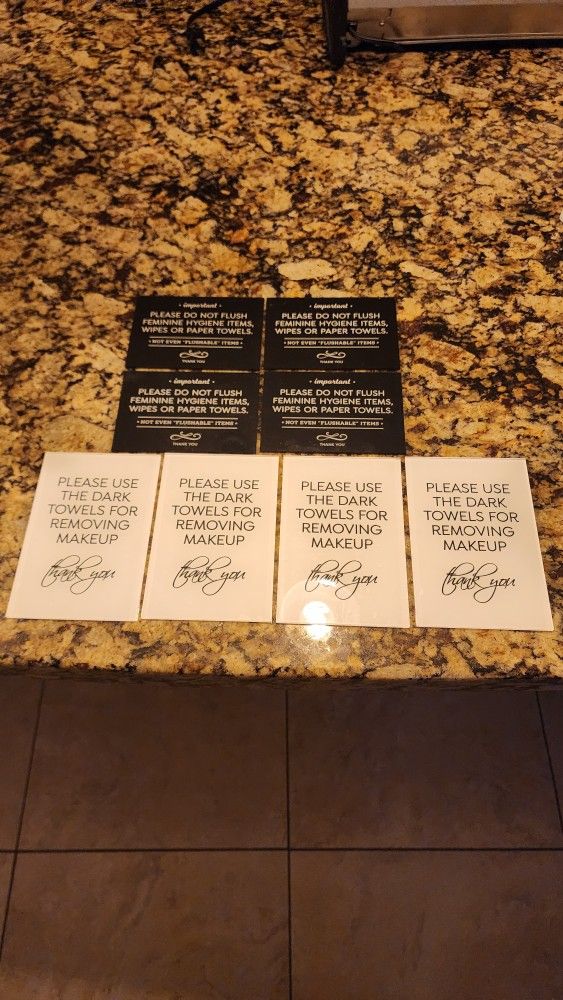 • important •
PLEASE DO NOT FLUSH
FEMININE HYGIENE ITEMS,
WIPES OR PAPER TOWELS.
• NOT EVEN "FLUSHABLE" ITEMS •
THANK YOU
• important •
PLEASE DO NOT FLUSH
FEMININE HYGIENE ITEMS,
WIPES OR PAPER TOWELS.
• NOT EVEN "FLUSHABLE" ITEMS •
THANK YOU
• important •
PLEASE DO NOT FLUSH
FEMININE HYGIENE ITEMS,
WIPES OR PAPER TOWELS.
• NOT EVEN "FLUSHABLE" ITEMS •
THANK YOU
• important •
PLEASE DO NOT FLUSH
FEMININE HYGIENE ITEMS,
WIPES OR PAPER TOWELS.
• NOT EVEN "FLUSHABLE" ITEMS •
THANK YOU
PLEASE USE
THE DARK
TOWELS FOR
REMOVING
MAKEUP
thank you
PLEASE USE
THE DARK
TOWELS FOR
REMOVING
MAKEUP
thank you
PLEASE USE
THE DARK
TOWELS FOR
REMOVING
MAKEUP
thank you
PLEASE USE
THE DARK
TOWELS FOR
REMOVING
MAKEUP
thank you